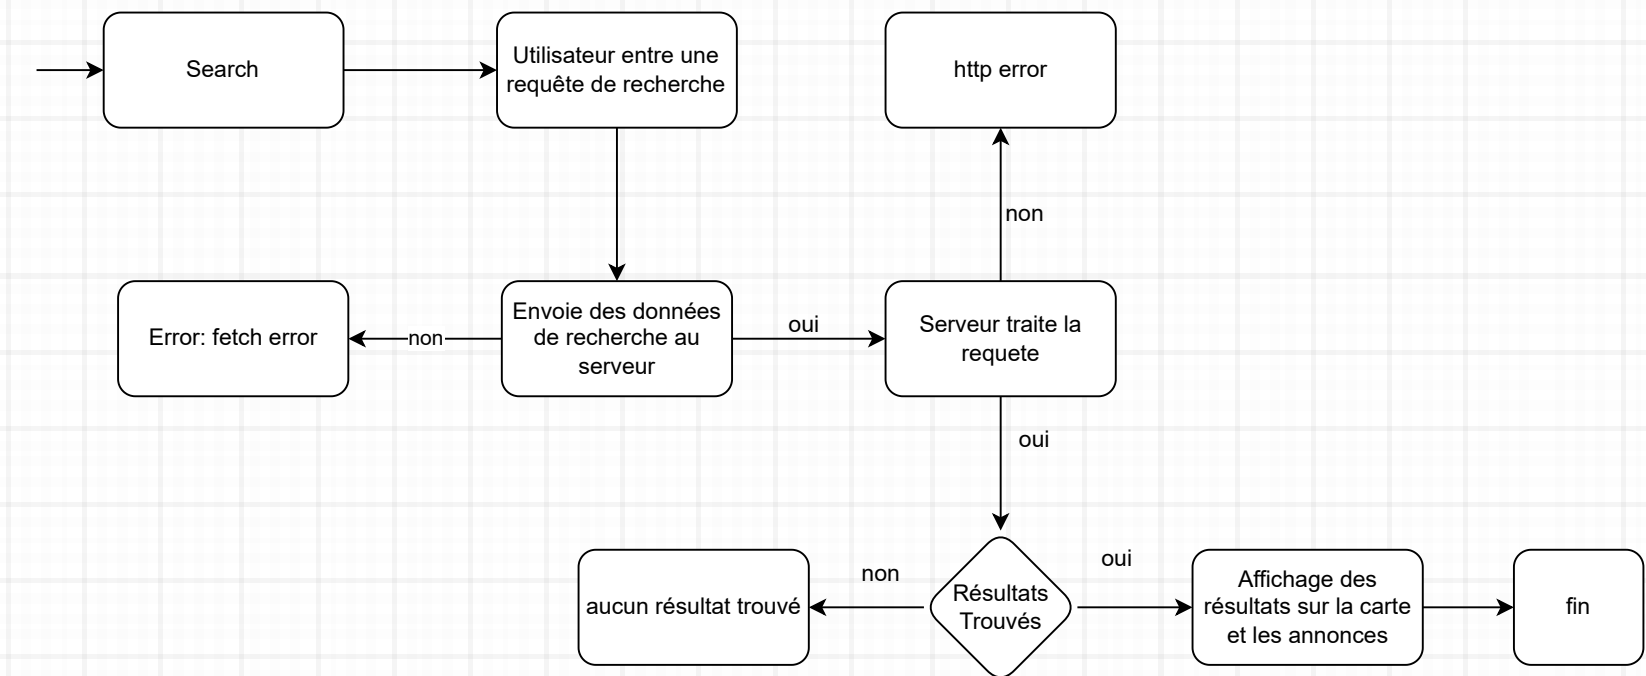 Search
Utilisateur entre une
requête de recherche
http error
non
Error: fetch error
non
Envoie des données
de recherche au
serveur
oui
Serveur traite la
requete
oui
aucun résultat trouvé
non
Résultats
Trouvés
oui
Affichage des
résultats sur la carte
et les annonces
fin